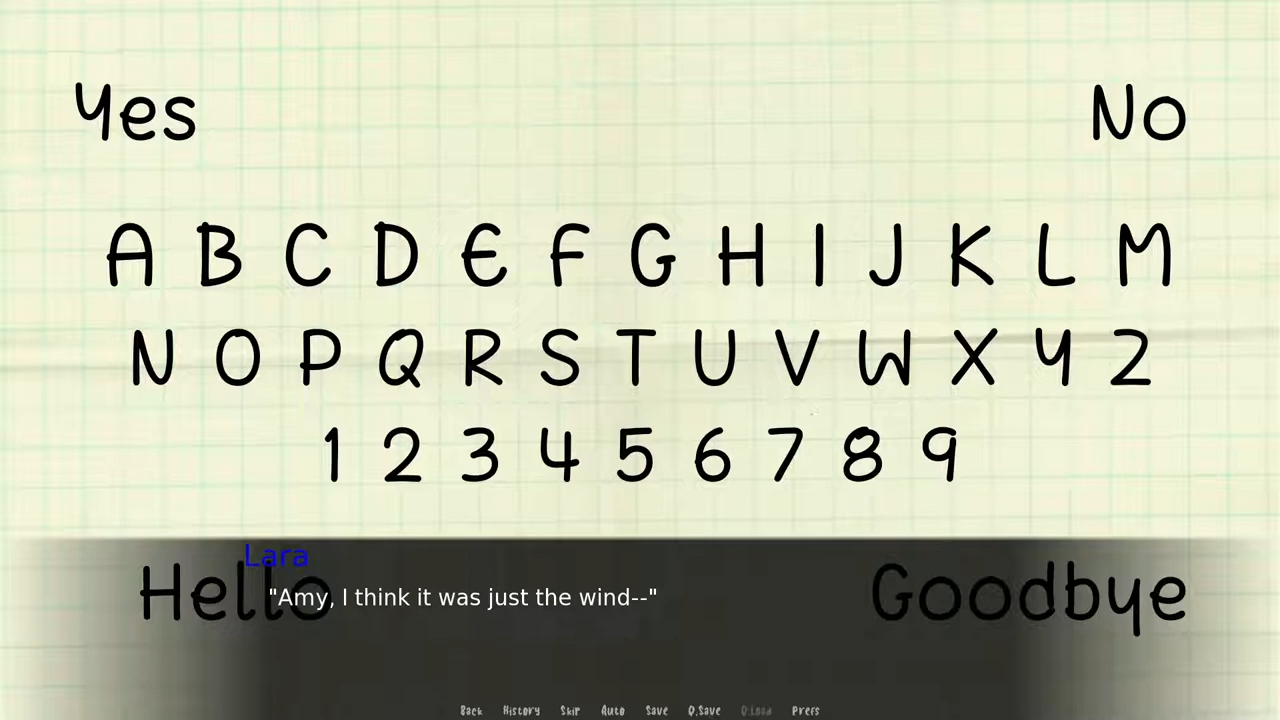 Yes No
A B C D E F G H I J K L M
N O P Q R S T U V W X Y Z
1 2 3 4 5 6 7 8 9
Lara
Hello Goodbye
"Amy, I think it was just the wind--"
Back History Skip Auto Save Q.Save Q.Load Prefs